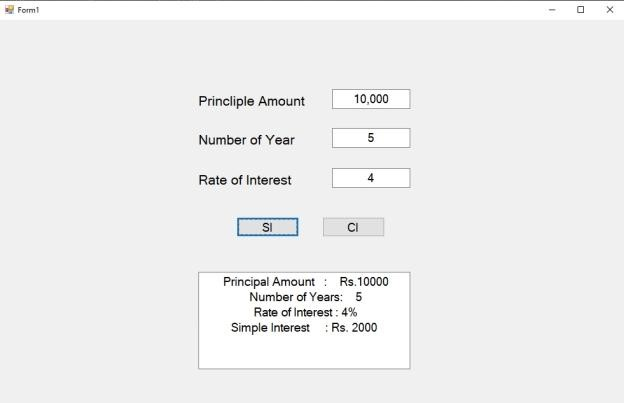 Form1
Princliple Amount 10,000
Number of Year 5
Rate of Interest 4
SI CI
Principal Amount : Rs.10000
Number of Years: 5
Rate of Interest : 4%
Simple Interest : Rs. 2000